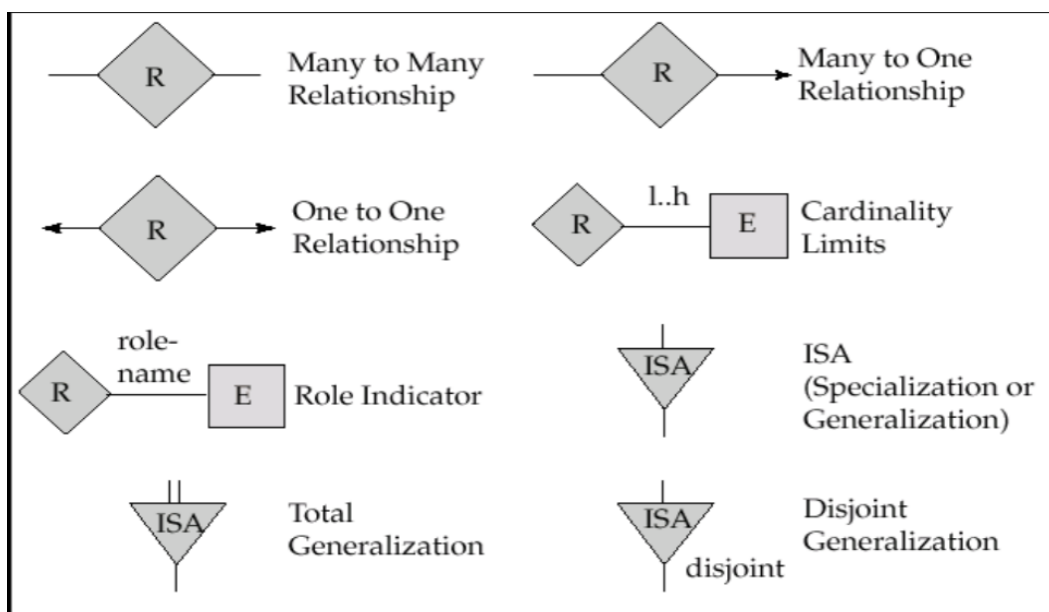 R
Many to Many
Relationship
R
Many to One
Relationship
R
One to One
Relationship
R
l..h
E
Cardinality
Limits
R
role-
name
E
Role Indicator
ISA
ISA
(Specialization or
Generalization)
ISA
Total
Generalization
ISA
disjoint
Disjoint
Generalization